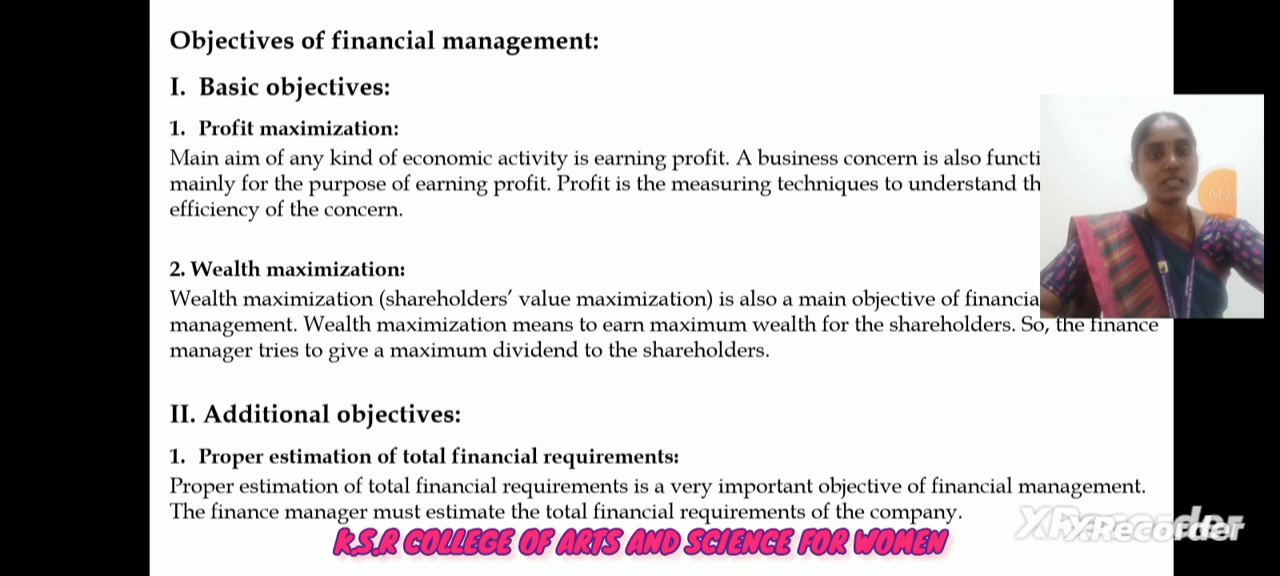 Objectives of financial management:
I. Basic objectives:
1. Profit maximization:
Main aim of any kind of economic activity is earning profit. A business concern is also functi
mainly for the purpose of earning profit. Profit is the measuring techniques to understand th
efficiency of the concern.
04:21
2. Wealth maximization:
Wealth maximization (shareholders' value maximization) is also a main objective of financia
management. Wealth maximization means to earn maximum wealth for the shareholders. So, the finance
manager tries to give a maximum dividend to the shareholders.
II. Additional objectives:
1. Proper estimation of total financial requirements:
Proper estimation of total financial requirements is a very important objective of financial management.
The finance manager must estimate the total financial requirements of the company.
XRecorder
K.S.R COLLEGE OF ARTS AND SCIENCE FOR WOMEN